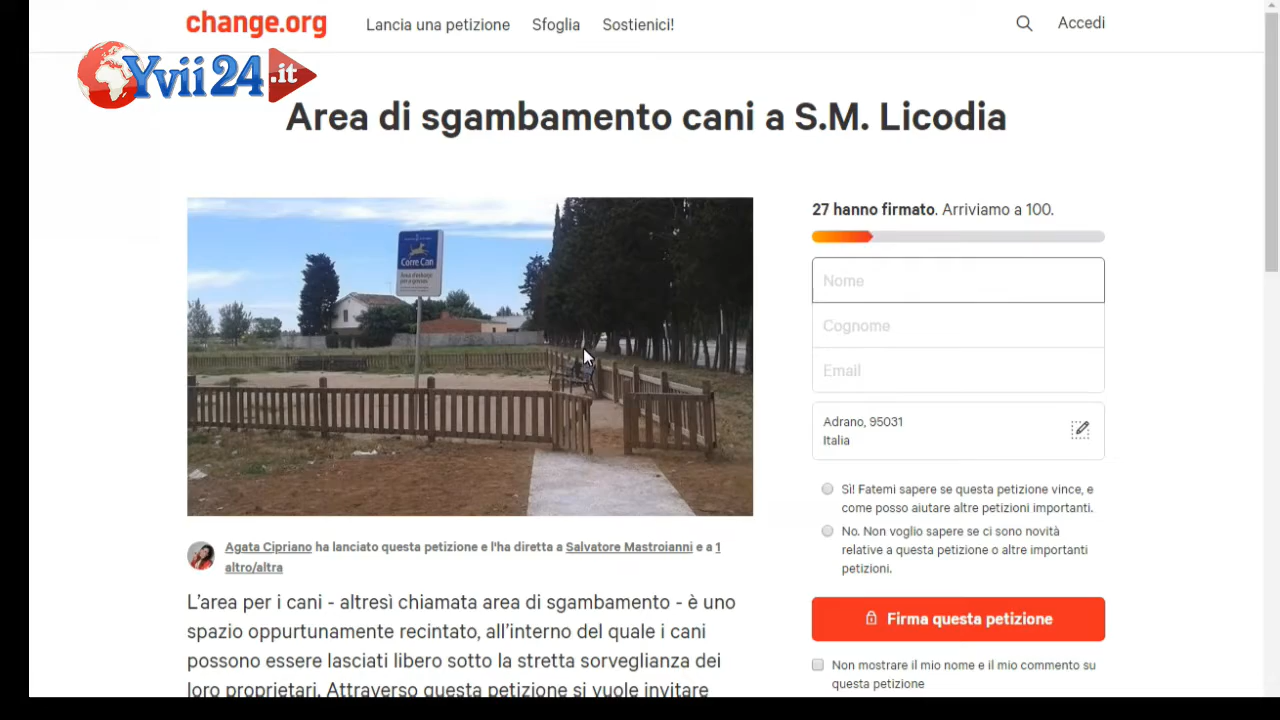 change.org
Lancia una petizione Sfoglia Sostienici!
Accedi
Yvii24.it
Area di sgambamento cani a S.M. Licodia
Corre Can
27 hanno firmato. Arriviamo a 100.
Nome
Cognome
Email
Adrano, 95031
Italia
Sì! Fatemi sapere se questa petizione vince, e
come posso aiutare altre petizioni importanti.
No. Non voglio sapere se ci sono novità
relative a questa petizione o altre importanti
petizioni.
Firma questa petizione
Non mostrare il mio nome e il mio commento su
questa petizione
Agata Cipriano ha lanciato questa petizione e l'ha diretta a Salvatore Mastroianni e a 1
altro/altra
L’area per i cani - altresì chiamata area di sgambamento - è uno
spazio oppurtunamente recintato, all’interno del quale i cani
possono essere lasciati libero sotto la stretta sorveglianza dei
loro proprietari. Attraverso questa petizione si vuole invitare